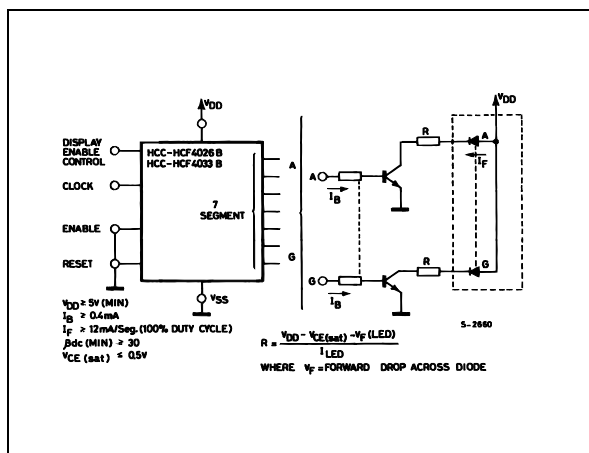 VDD
VDD
DISPLAY
ENABLE
CONTROL
HCC-HCF4026B
HCC-HCF4033B
CLOCK
ENABLE
RESET
7
SEGMENT
A
G
VSS
A
IB
R
A
IF
G
IB
R
G
S-2660
VDD ≥ 5V (MIN)
IB ≥ 0.4mA
IF ≥ 12mA/Seg.(100% DUTY CYCLE)
βdc (MIN) ≥ 30
VCE (sat) ≤ 0.5V
R = VDD - VCE(sat) - VF (LED)
I LED
WHERE VF = FORWARD DROP ACROSS DIODE